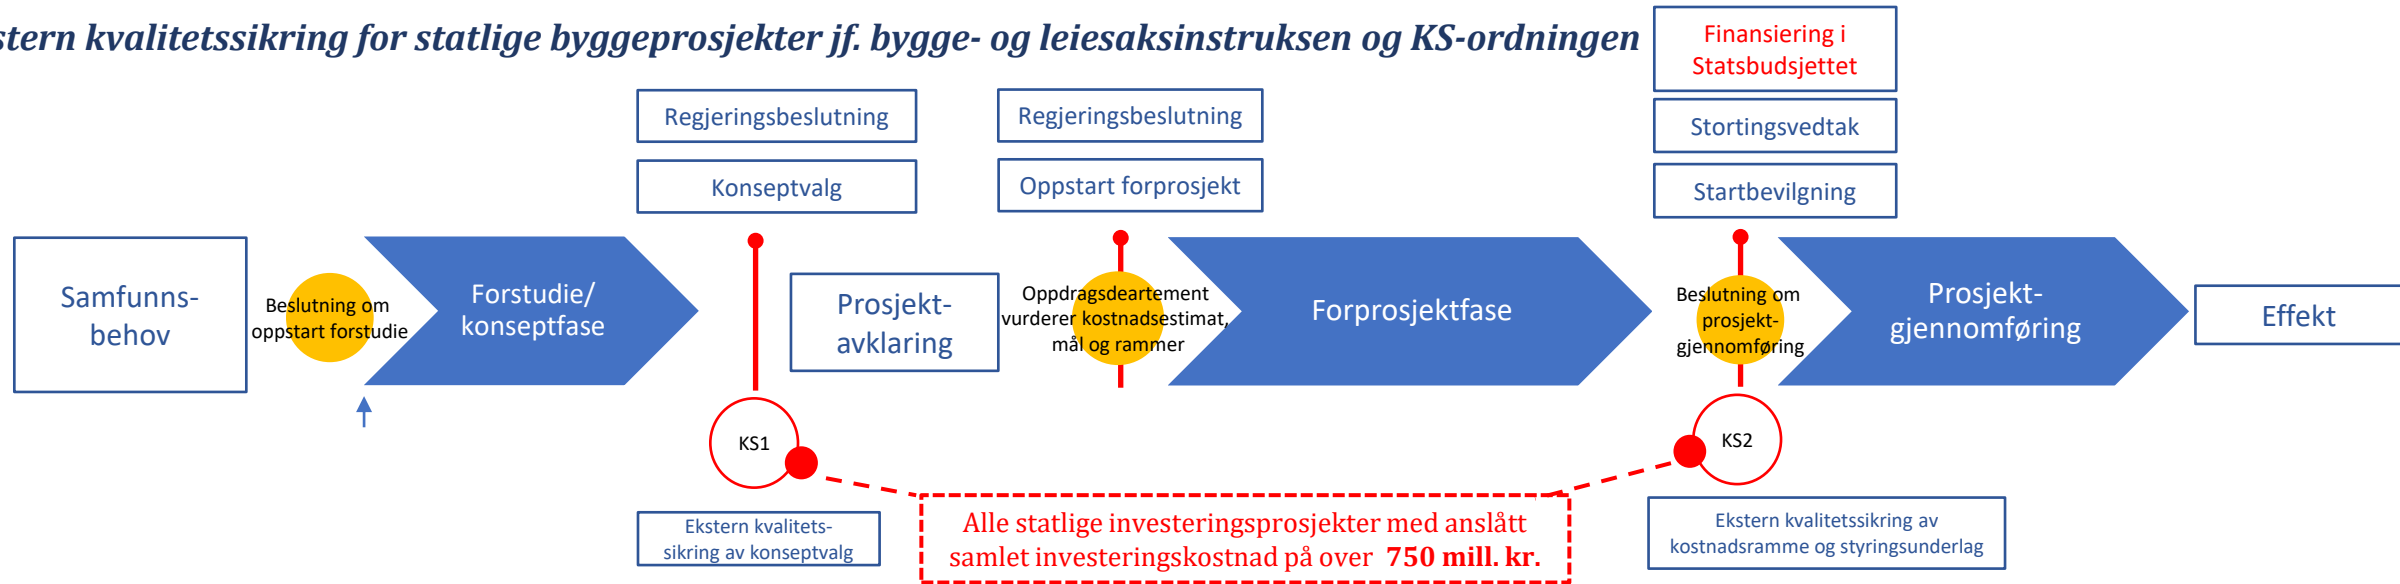 stern kvalitetssikring for statlige byggeprosjekter jf. bygge- og leiesaksinstruksen og KS-ordningen
Finansiering i
Statsbudsjettet
Regjeringsbeslutning
Regjeringsbeslutning
Stortingsvedtak
Konseptvalg
Oppstart forprosjekt
Startbevilgning
Samfunns-
behov
Beslutning om
oppstart forstudie
Forstudie/
konseptfase
Prosjekt-
avklaring
Oppdragsdeartement
vurderer kostnadsestimat,
mål og rammer
Forprosjektfase
Beslutning om
prosjekt-
gjennomføring
Prosjekt-
gjennomføring
Effekt
KS1
KS2
Ekstern kvalitets-
sikring av konseptvalg
Alle statlige investeringsprosjekter med anslått
samlet investeringskostnad på over 750 mill. kr.
Ekstern kvalitetssikring av
kostnadsramme og styringsunderlag